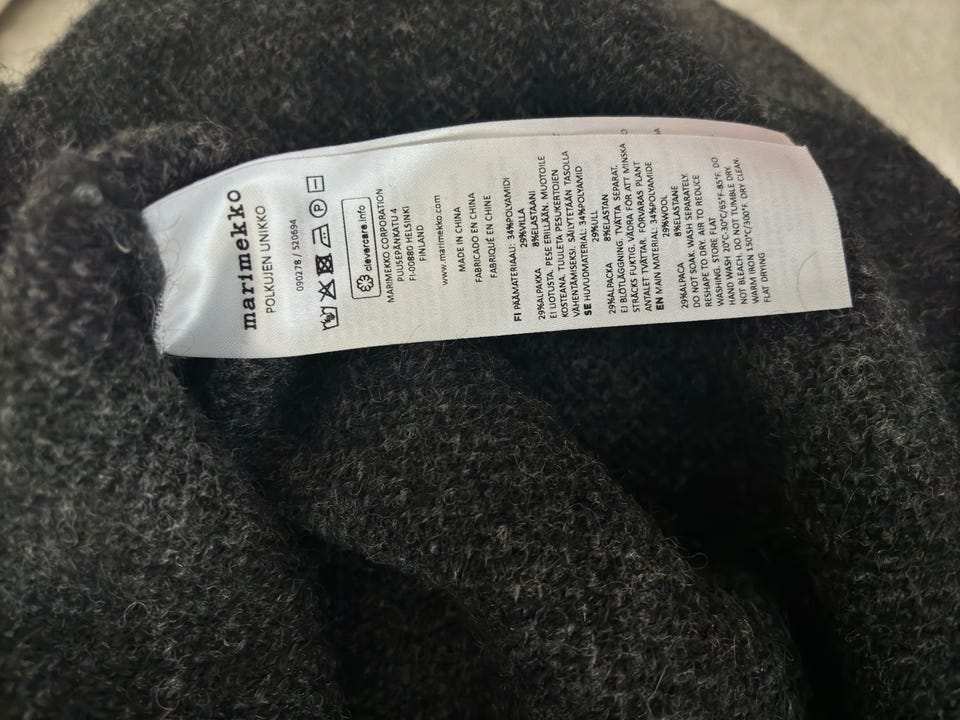 marimekko
POLKUJEN UNIKKO
090278 / 520694
P
clevercare.info
MARIMEKKO CORPORATION
PUUSEPÄNKATU 4
FI-00880 HELSINKI
FINLAND
www.marimekko.com
MADE IN CHINA
FABRICADO EN CHINA
FABRIQUÉ EN CHINE
FI PÄÄMATERIAALI: 34%POLYAMIDI
29%VILLA
8%ELASTAANI
29%ALPAKKA
EI LIOTUSTA. PESE ERILLÄÄN. MUOTOILE
KOSTEANA. TUULETA PESUKERTOJEN
VÄHENTÄMISEKSI. SÄILYTETÄÄN TASOLLA
SE HUVUDMATERIAL: 34%POLYAMID
29%ULL
8%ELASTAN
29%ALPACKA
EJ BLÖTLÄGGNING. TVÄTTA SEPARAT.
STRÄCKS FUKTIG. VÄDRA FÖR ATT MINSKA
ANTALET TVÄTTAR. FÖRVARAS PLANT
EN MAIN MATERIAL: 34%POLYAMIDE
29%WOOL
8%ELASTANE
29%ALPACA
DO NOT SOAK. WASH SEPARATELY.
RESHAPE TO DRY. AIR TO REDUCE
WASHING. STORE FLAT
HAND WASH 20°C-30°C/65°F-85°F. DO
NOT BLEACH. DO NOT TUMBLE DRY.
WARM IRON 150°C/300°F. DRY CLEAN.
FLAT DRYING